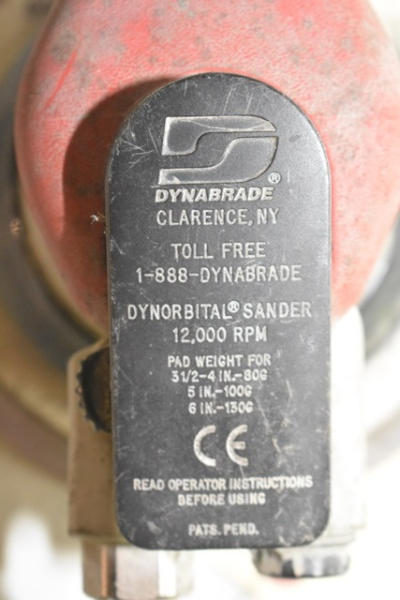 DYNABRADE®
CLARENCE, NY
TOLL FREE
1-888-DYNABRADE
DYNORBITAL® SANDER
12,000 RPM
PAD WEIGHT FOR
3 1/2-4 IN.-80G
5 IN.-100G
6 IN.-130G
CE
READ OPERATOR INSTRUCTIONS
BEFORE USING
PATS. PEND.